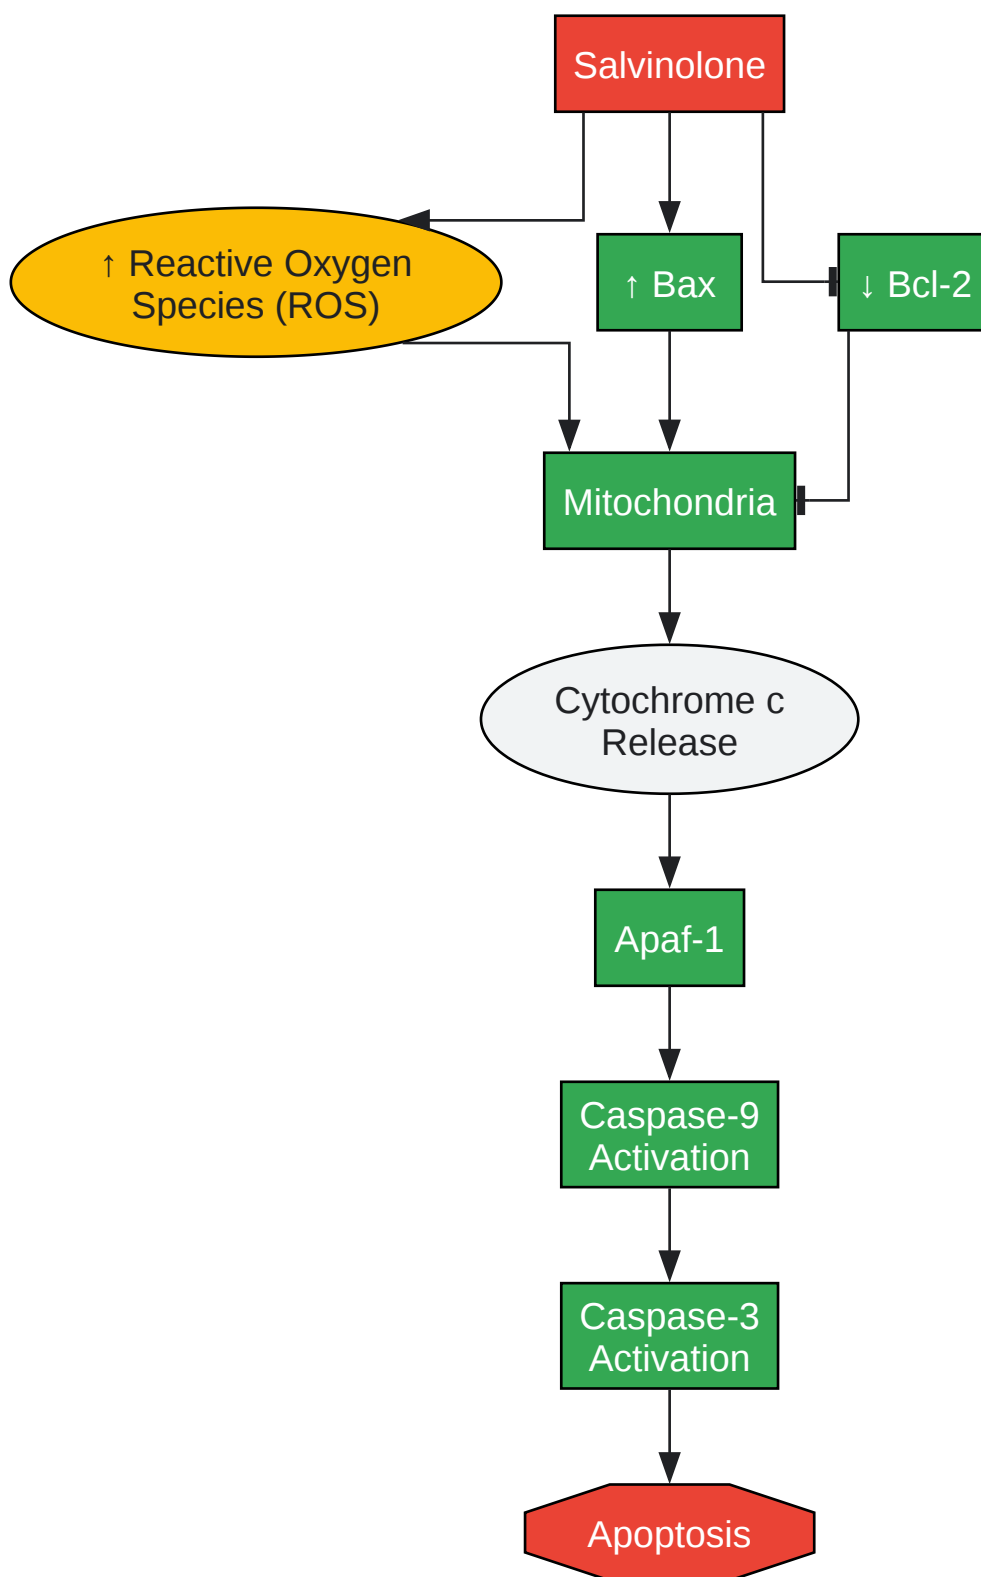 Salvinolone
↑ Reactive Oxygen
Species (ROS)
↑ Bax
↓ Bcl-2
Mitochondria
Cytochrome c
Release
Apaf-1
Caspase-9
Activation
Caspase-3
Activation
Apoptosis